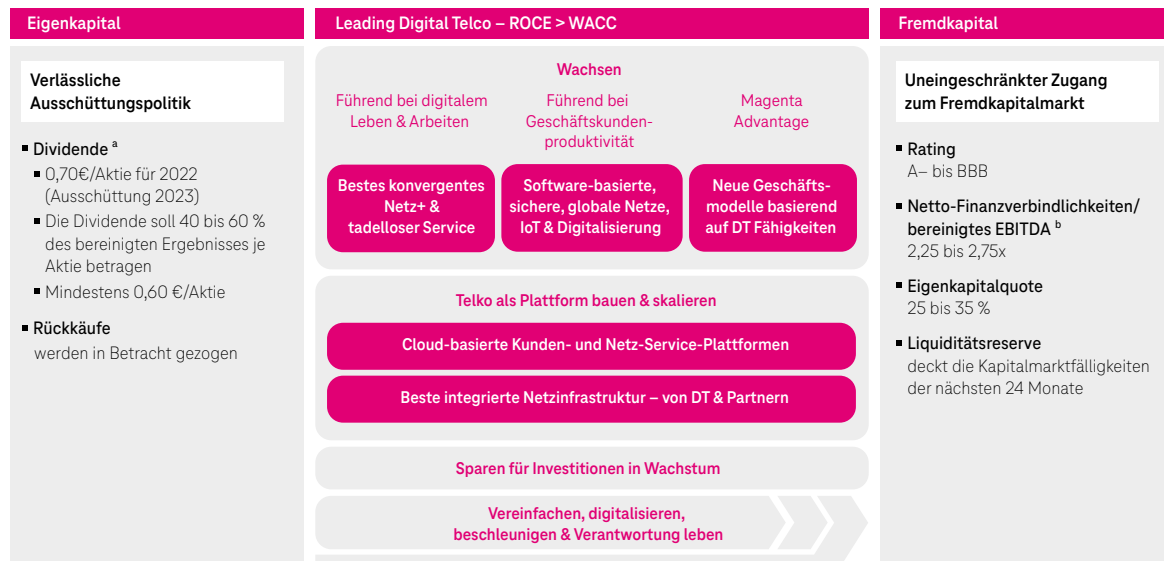 Eigenkapital
Verlässliche
Ausschüttungspolitik
▪ Dividende a
▪ 0,70€/Aktie für 2022
(Ausschüttung 2023)
▪ Die Dividende soll 40 bis 60 %
des bereinigten Ergebnisses je
Aktie betragen
▪ Mindestens 0,60 €/Aktie
▪ Rückkäufe
werden in Betracht gezogen
Leading Digital Telco – ROCE > WACC
Wachsen
Führend bei digitalem
Leben & Arbeiten
Bestes konvergentes
Netz+ &
tadelloser Service
Führend bei
Geschäftskunden-
produktivität
Software-basierte,
sichere, globale Netze,
IoT & Digitalisierung
Magenta
Advantage
Neue Geschäfts-
modelle basierend
auf DT Fähigkeiten
Telko als Plattform bauen & skalieren
Cloud-basierte Kunden- und Netz-Service-Plattformen
Beste integrierte Netzinfrastruktur – von DT & Partnern
Sparen für Investitionen in Wachstum
Vereinfachen, digitalisieren,
beschleunigen & Verantwortung leben
Fremdkapital
Uneingeschränkter Zugang
zum Fremdkapitalmarkt
▪ Rating
A– bis BBB
▪ Netto-Finanzverbindlichkeiten/
bereinigtes EBITDA b
2,25 bis 2,75x
▪ Eigenkapitalquote
25 bis 35 %
▪ Liquiditätsreserve
deckt die Kapitalmarktfälligkeiten
der nächsten 24 Monate